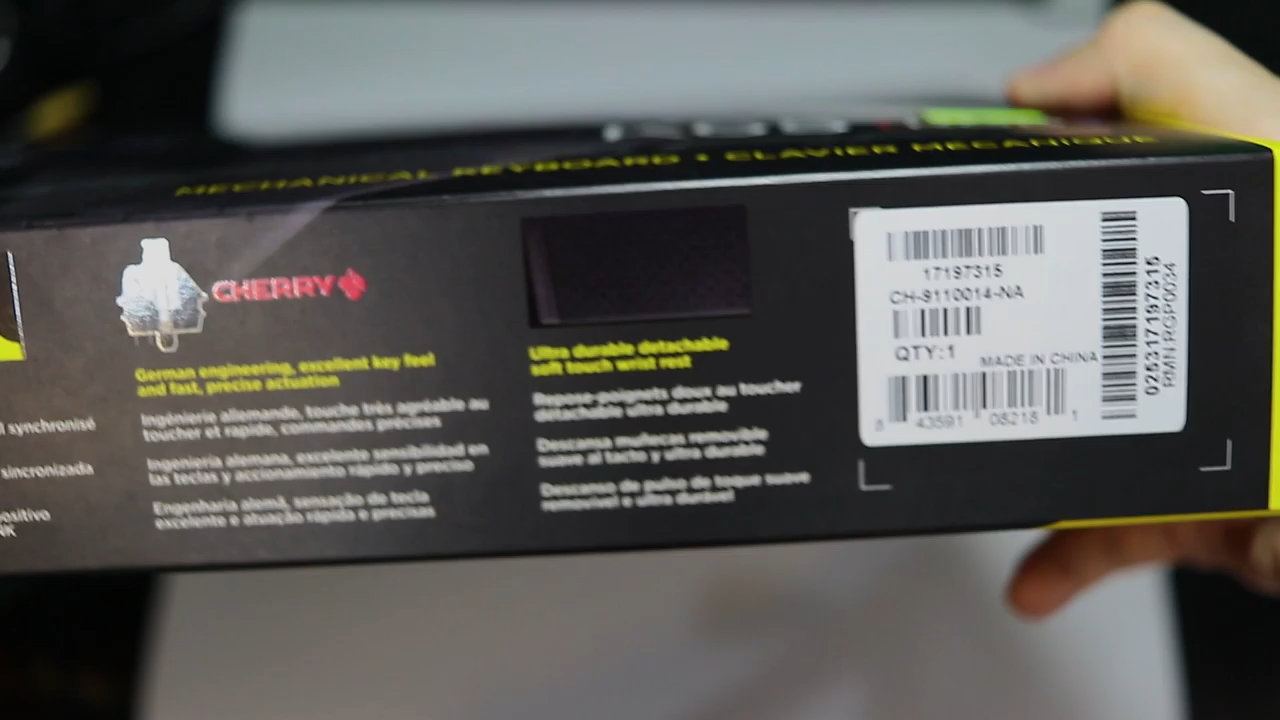 MECHANICAL KEYBOARD • CLAVIER MÉCANIQUE
synchronisé
sincronizada
CHERRY
German engineering, excellent key feel
and fast, precise actuation
Ingénierie allemande, touche très agréable au
toucher et rapide, commandes précises
Ingeniería alemana, excelente sensibilidad en
las teclas y accionamiento rápido y preciso
Engenharia alemã, sensação de tecla
excelente e atuação rápida e precisas
Ultra durable detachable
soft touch wrist rest
Repose-poignets doux au toucher
détachable ultra durable
Descansa muñecas removible
suave al tacto y ultra durable
Descanso de pulso de toque suave
removível e ultra durável
17197315
CH-9110014-NA
QTY:1
MADE IN CHINA
8 43591 08218 1
025317197315
RMN:RGP0034